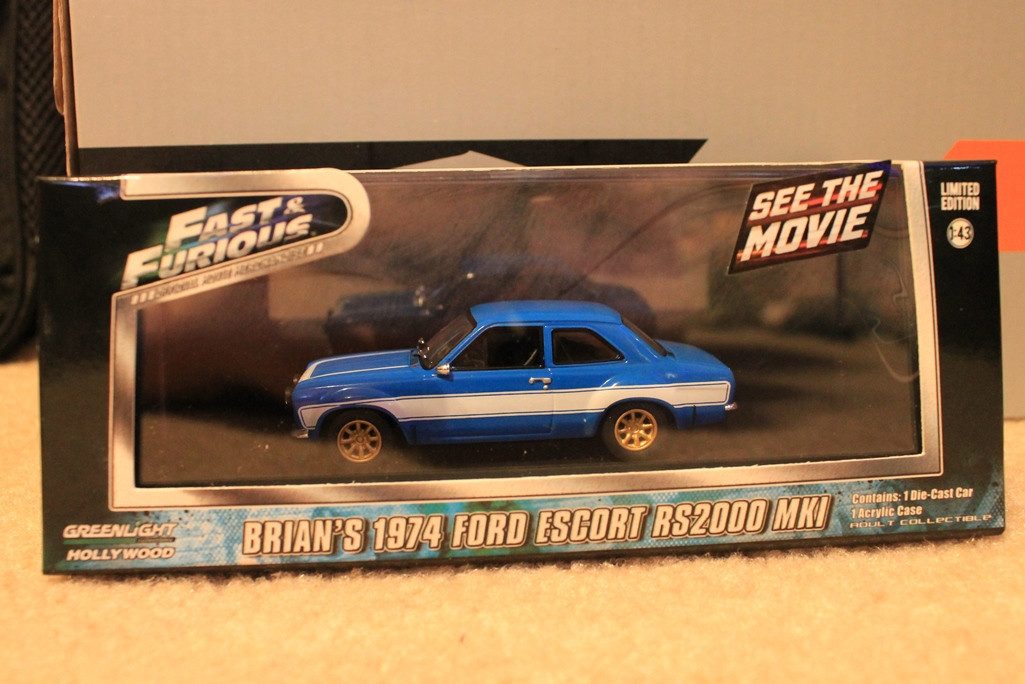 FAST &
FURIOUS
SEE THE
MOVIE
LIMITED
EDITION
1:43
GREENLIGHT
HOLLYWOOD
BRIAN'S 1974 FORD ESCORT RS2000 MKI
Contains: 1 Die-Cast Car
1 Acrylic Case
ADULT COLLECTIBLE